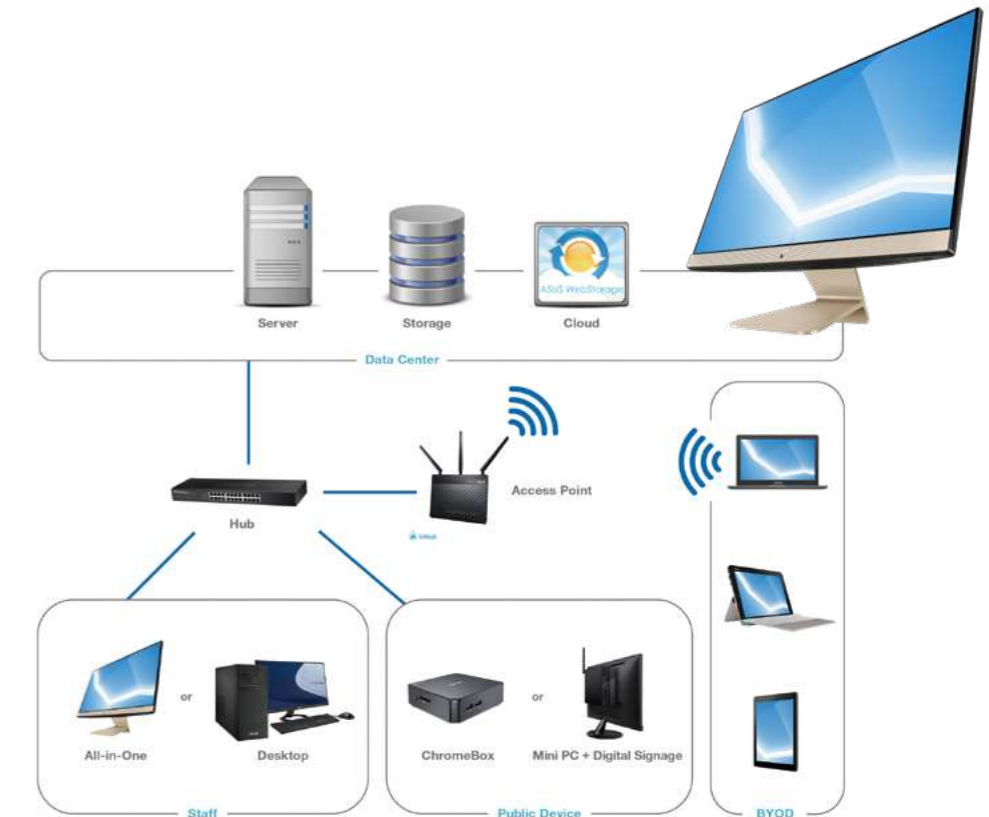 ASUS WebStorage
Server
Storage
Cloud
Data Center
Access Point
Hub
or
or
All-in-One
Desktop
ChromeBox
Mini PC + Digital Signage
Staff
Public Device
BYOD